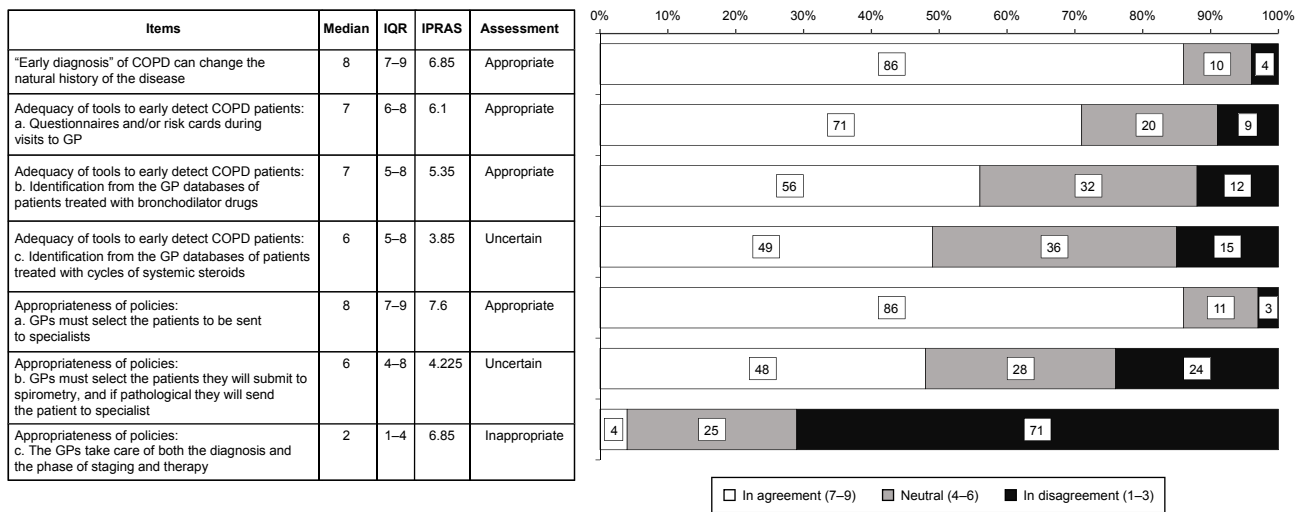 Items Median IQR IPRAS Assessment
0% 10% 20% 30% 40% 50% 60% 70% 80% 90% 100%
“Early diagnosis” of COPD can change the 8 7–9 6.85 Appropriate
natural history of the disease
86 10 4
Adequacy of tools to early detect COPD patients: 7 6–8 6.1 Appropriate
a. Questionnaires and/or risk cards during
visits to GP
71 20 9
Adequacy of tools to early detect COPD patients: 7 5–8 5.35 Appropriate
b. Identification from the GP databases of
patients treated with bronchodilator drugs
56 32 12
Adequacy of tools to early detect COPD patients: 6 5–8 3.85 Uncertain
c. Identification from the GP databases of patients
treated with cycles of systemic steroids
49 36 15
Appropriateness of policies: 8 7–9 7.6 Appropriate
a. GPs must select the patients to be sent
to specialists
86 11 3
Appropriateness of policies: 6 4–8 4.225 Uncertain
b. GPs must select the patients they will submit to
spirometry, and if pathological they will send
the patient to specialist
48 28 24
Appropriateness of policies: 2 1–4 6.85 Inappropriate
c. The GPs take care of both the diagnosis and
the phase of staging and therapy
4 25 71
In agreement (7–9) Neutral (4–6) In disagreement (1–3)